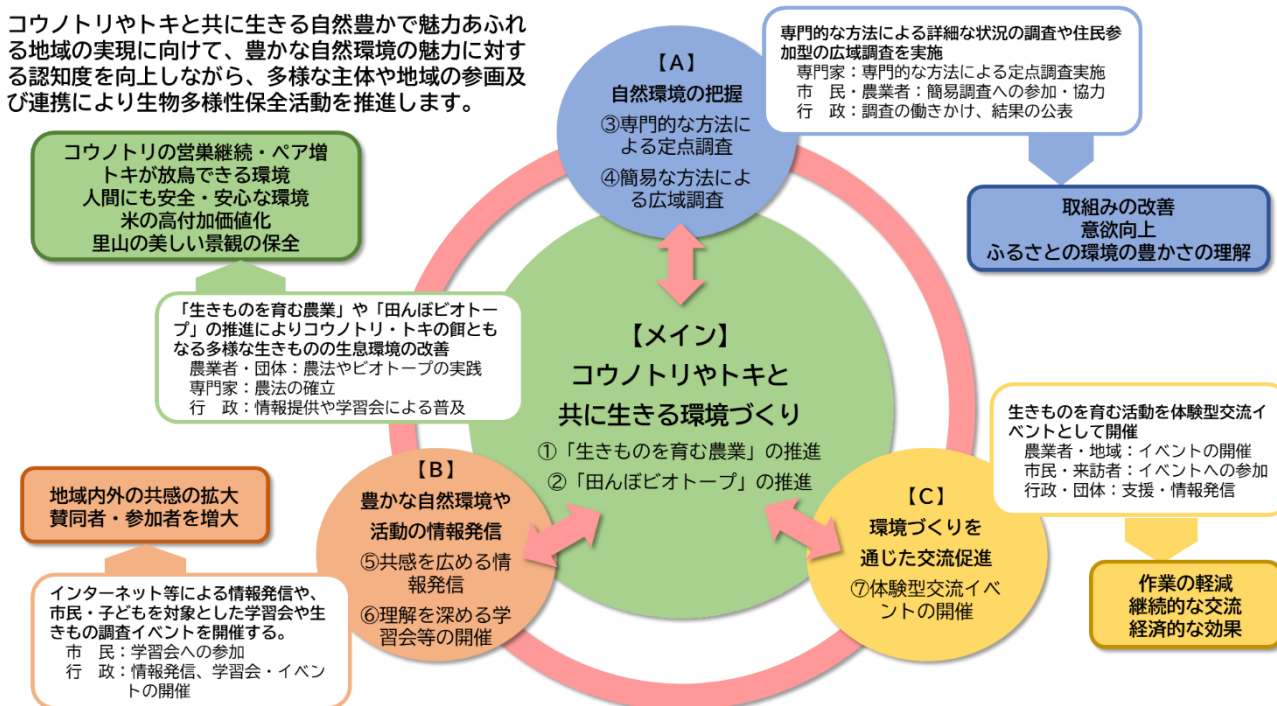 コウノトリやトキと共に生きる自然豊かで魅力あふれ
る地域の実現に向けて、豊かな自然環境の魅力に対す
る認知度を向上しながら、多様な主体や地域の参画及
び連携により生物多様性保全活動を推進します。
【A】
自然環境の把握
③専門的な方法に
よる定点調査
④簡易な方法によ
る広域調査
専門的な方法による詳細な状況の調査や住民参
加型の広域調査を実施
専門家：専門的な方法による定点調査実施
市　民・農業者：簡易調査への参加・協力
行　政：調査の働きかけ、結果の公表
取組みの改善
意欲向上
ふるさとの環境の豊かさの理解
コウノトリの営巣継続・ペア増
トキが放鳥できる環境
人間にも安全・安心な環境
米の高付加価値化
里山の美しい景観の保全
「生きものを育む農業」や「田んぼビオトー
プ」の推進によりコウノトリ・トキの餌とも
なる多様な生きものの生息環境の改善
農業者・団体：農法やビオトープの実践
専門家：農法の確立
行　政：情報提供や学習会による普及
【メイン】
コウノトリやトキと
共に生きる環境づくり
①「生きものを育む農業」の推進
②「田んぼビオトープ」の推進
【B】
豊かな自然環境や
活動の情報発信
⑤共感を広める情
報発信
⑥理解を深める学
習会等の開催
地域内外の共感の拡大
賛同者・参加者を増大
インターネット等による情報発信や、
市民・子どもを対象とした学習会や生
きもの調査イベントを開催する。
市　民：学習会への参加
行　政：情報発信、学習会・イベン
トの開催
【C】
環境づくりを
通じた交流促進
⑦体験型交流イベ
ントの開催
生きものを育む活動を体験型交流イ
ベントとして開催
農業者・地域：イベントの開催
市民・来訪者：イベントへの参加
行政・団体：支援・情報発信
作業の軽減
継続的な交流
経済的な効果